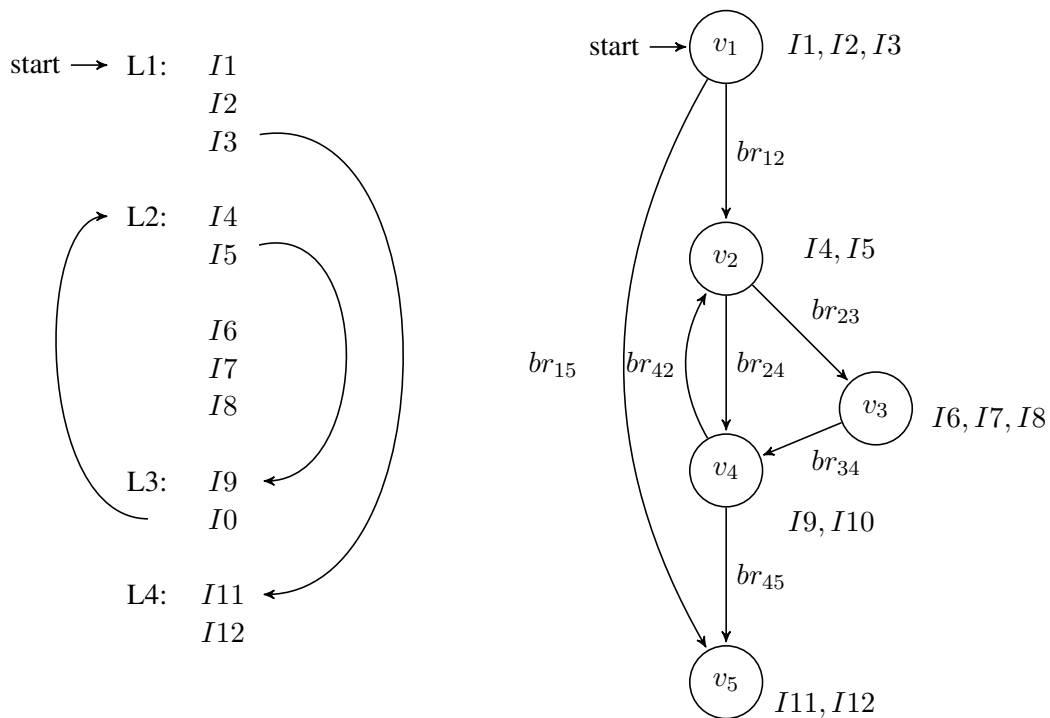 start L1: I1
I2
I3
L2: I4
I5
I6
I7
I8
L3: I9
I0
L4: I11
I12
start v1 I1, I2, I3
br12
v2 I4, I5
br23
br15 br42 br24
v3 I6, I7, I8
br34
v4
I9, I10
br45
v5 I11, I12